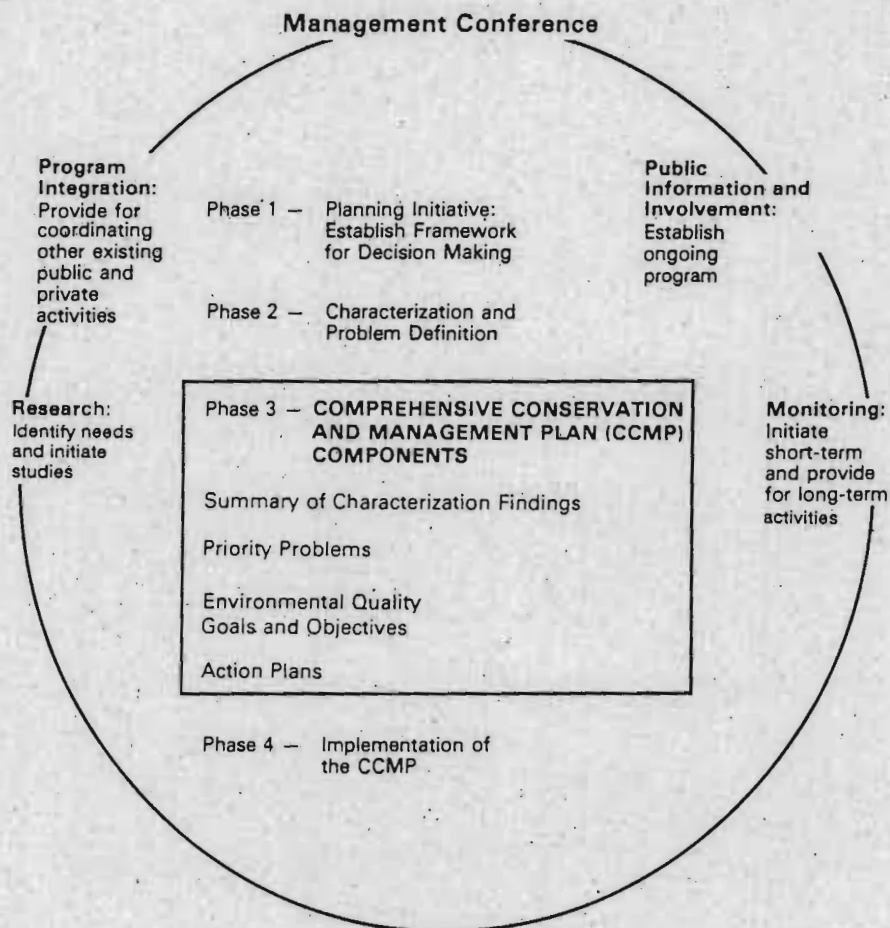 Management Conference
Program
Integration:
Provide for
coordinating
other existing
public and
private
activities
Public
Information and
Involvement:
Establish
ongoing
program
Phase 1 — Planning Initiative:
Establish Framework
for Decision Making
Phase 2 — Characterization and
Problem Definition
Research:
Identify needs
and initiate
studies
Phase 3 — COMPREHENSIVE CONSERVATION
AND MANAGEMENT PLAN (CCMP)
COMPONENTS
Summary of Characterization Findings
Priority Problems
Environmental Quality
Goals and Objectives
Action Plans
Monitoring:
Initiate
short-term
and provide
for long-term
activities
Phase 4 — Implementation of
the CCMP